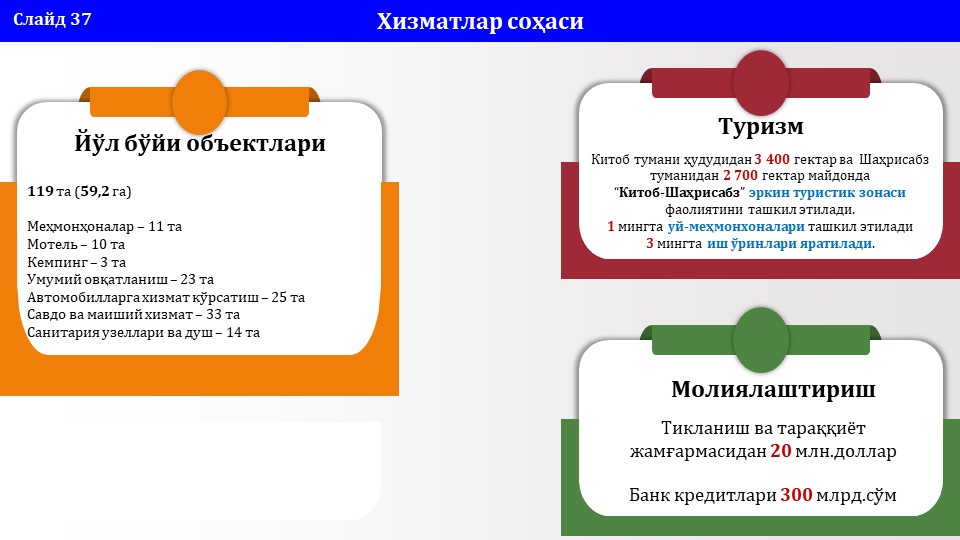 Слайд 37
Хизматлар соҳаси
Йўл бўйи объектлари
119 та (59,2 га)
Меҳмонҳоналар – 11 та
Мотель – 10 та
Кемпинг – 3 та
Умумий овқатланиш – 23 та
Автомобилларга хизмат кўрсатиш – 25 та
Савдо ва маиший хизмат – 33 та
Санитария узеллари ва душ – 14 та
Туризм
Китоб тумани ҳудудидан 3 400 гектар ва Шаҳрисабз
туманидан 2 700 гектар майдонда
“Китоб-Шаҳрисабз” эркин туристик зонаси
фаолиятини ташкил этилади.
1 мингта уй-меҳмонхоналари ташкил этилади
3 мингта иш ўринлари яратилади.
Молиялаштириш
Тикланиш ва тараққиёт
жамғармасидан 20 млн.доллар
Банк кредитлари 300 млрд.сўм